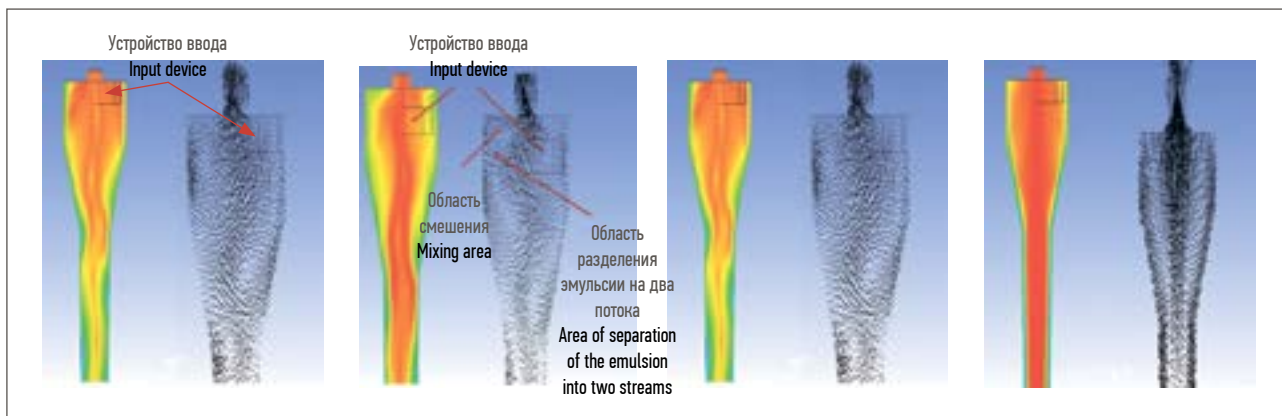 Устройство ввода
Input device
Устройство ввода
Input device
Область
смешения
Mixing area
Область
разделения
эмульсии на два
потока
Area of separation
of the emulsion
into two streams